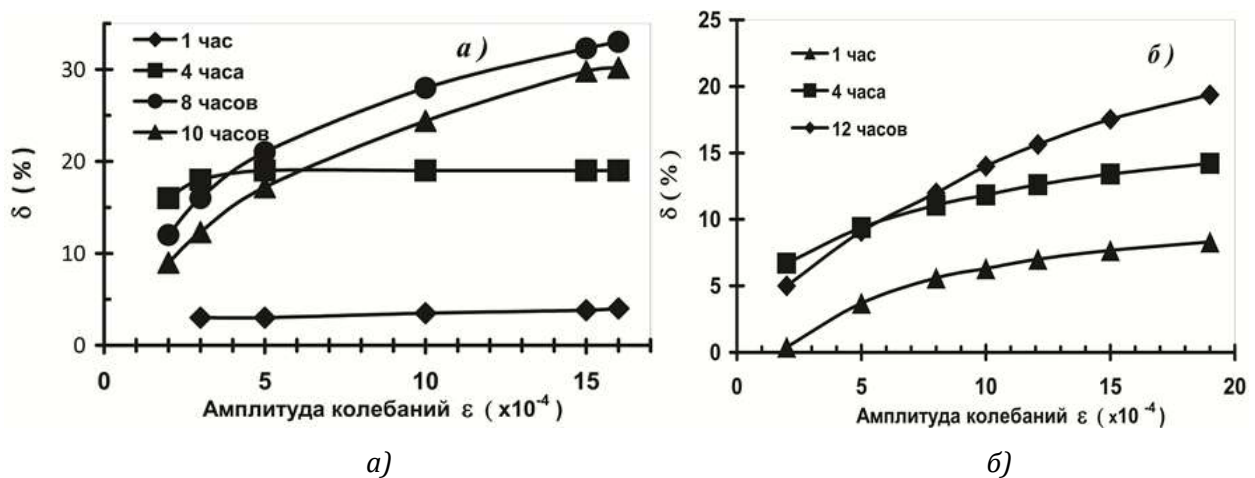 а )
1 час
4 часа
8 часов
10 часов
30
20
10
0
δ ( % )
0 5 10 15
Амплитуда колебаний ε ( x10⁻⁴ )
а)
б )
1 час
4 часа
12 часов
25
20
15
10
5
0
δ ( % )
0 5 10 15 20
Амплитуда колебаний ε ( x10⁻⁴ )
б)